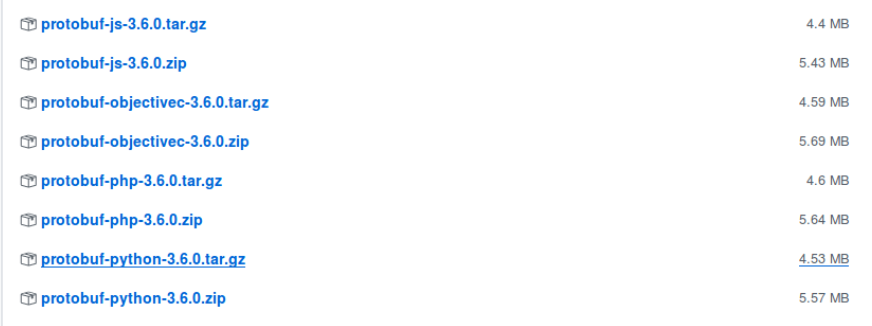 protobuf-js-3.6.0.tar.gz 4.4 MB
protobuf-js-3.6.0.zip 5.43 MB
protobuf-objectivec-3.6.0.tar.gz 4.59 MB
protobuf-objectivec-3.6.0.zip 5.69 MB
protobuf-php-3.6.0.tar.gz 4.6 MB
protobuf-php-3.6.0.zip 5.64 MB
protobuf-python-3.6.0.tar.gz 4.53 MB
protobuf-python-3.6.0.zip 5.57 MB